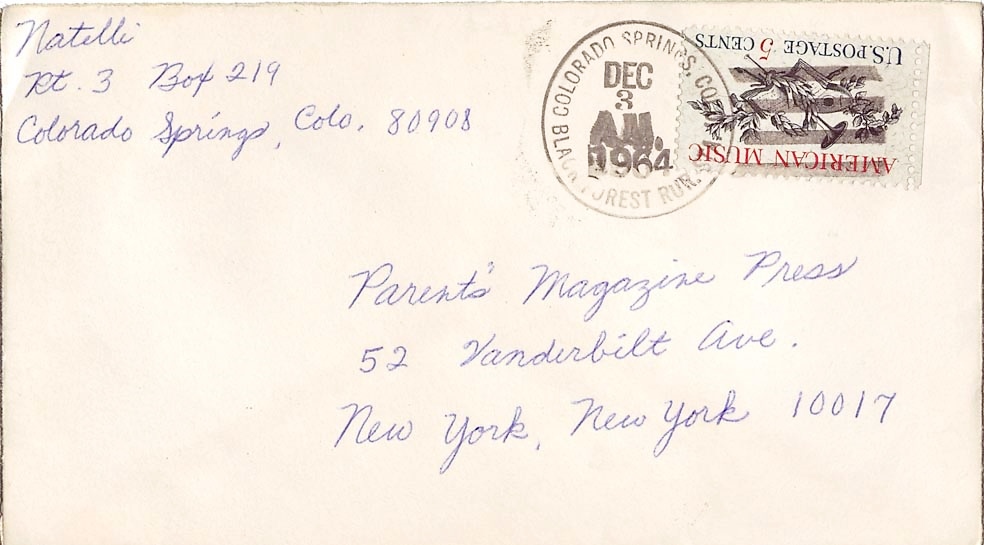 Natelli
Rt. 3 Box 219
Colorado Springs, Colo. 80908
COLORADO SPRINGS, COLO.
DEC
3
A.M.
1964
BLACK FOREST RUR.
U.S. POSTAGE 5 CENTS
AMERICAN MUSIC
Parent's Magazine Press
52 Vanderbilt Ave.
New York, New York 10017